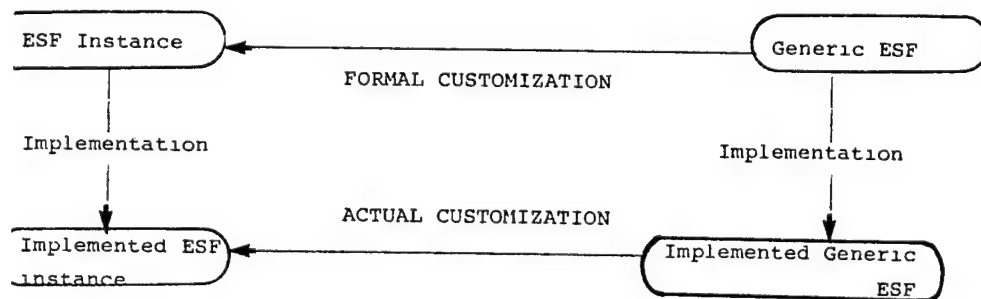 ESF Instance
Generic ESF
FORMAL CUSTOMIZATION
Implementation
Implementation
ACTUAL CUSTOMIZATION
Implemented ESF
instance
Implemented Generic
ESF